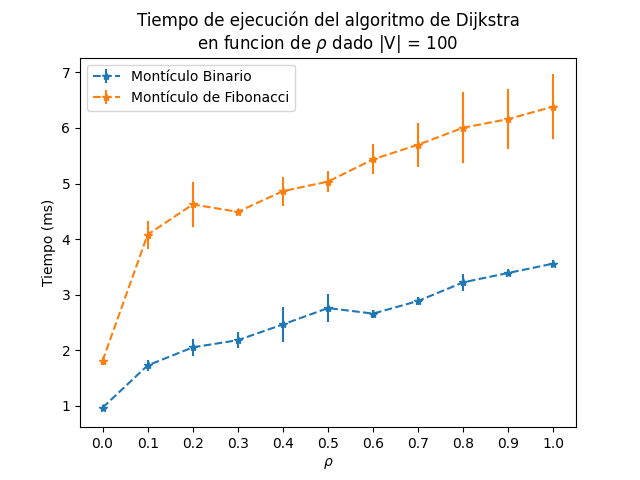 Tiempo de ejecución del algoritmo de Dijkstra
en funcion de ρ dado |V| = 100
Montículo Binario
Montículo de Fibonacci
Tiempo (ms)
7
6
5
4
3
2
1
0.0 0.1 0.2 0.3 0.4 0.5 0.6 0.7 0.8 0.9 1.0
ρ